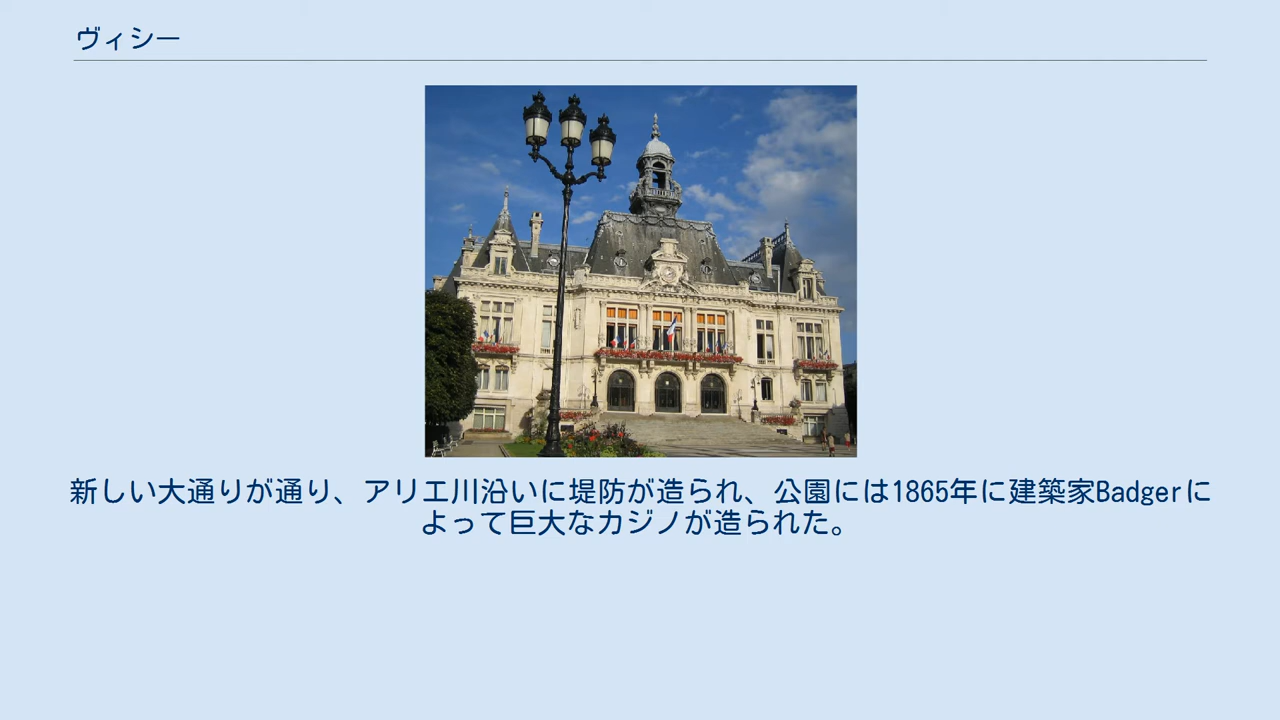 ヴィシー
新しい大通りが通り、アリエ川沿いに堤防が造られ、公園には1865年に建築家Badgerに
よって巨大なカジノが造られた。